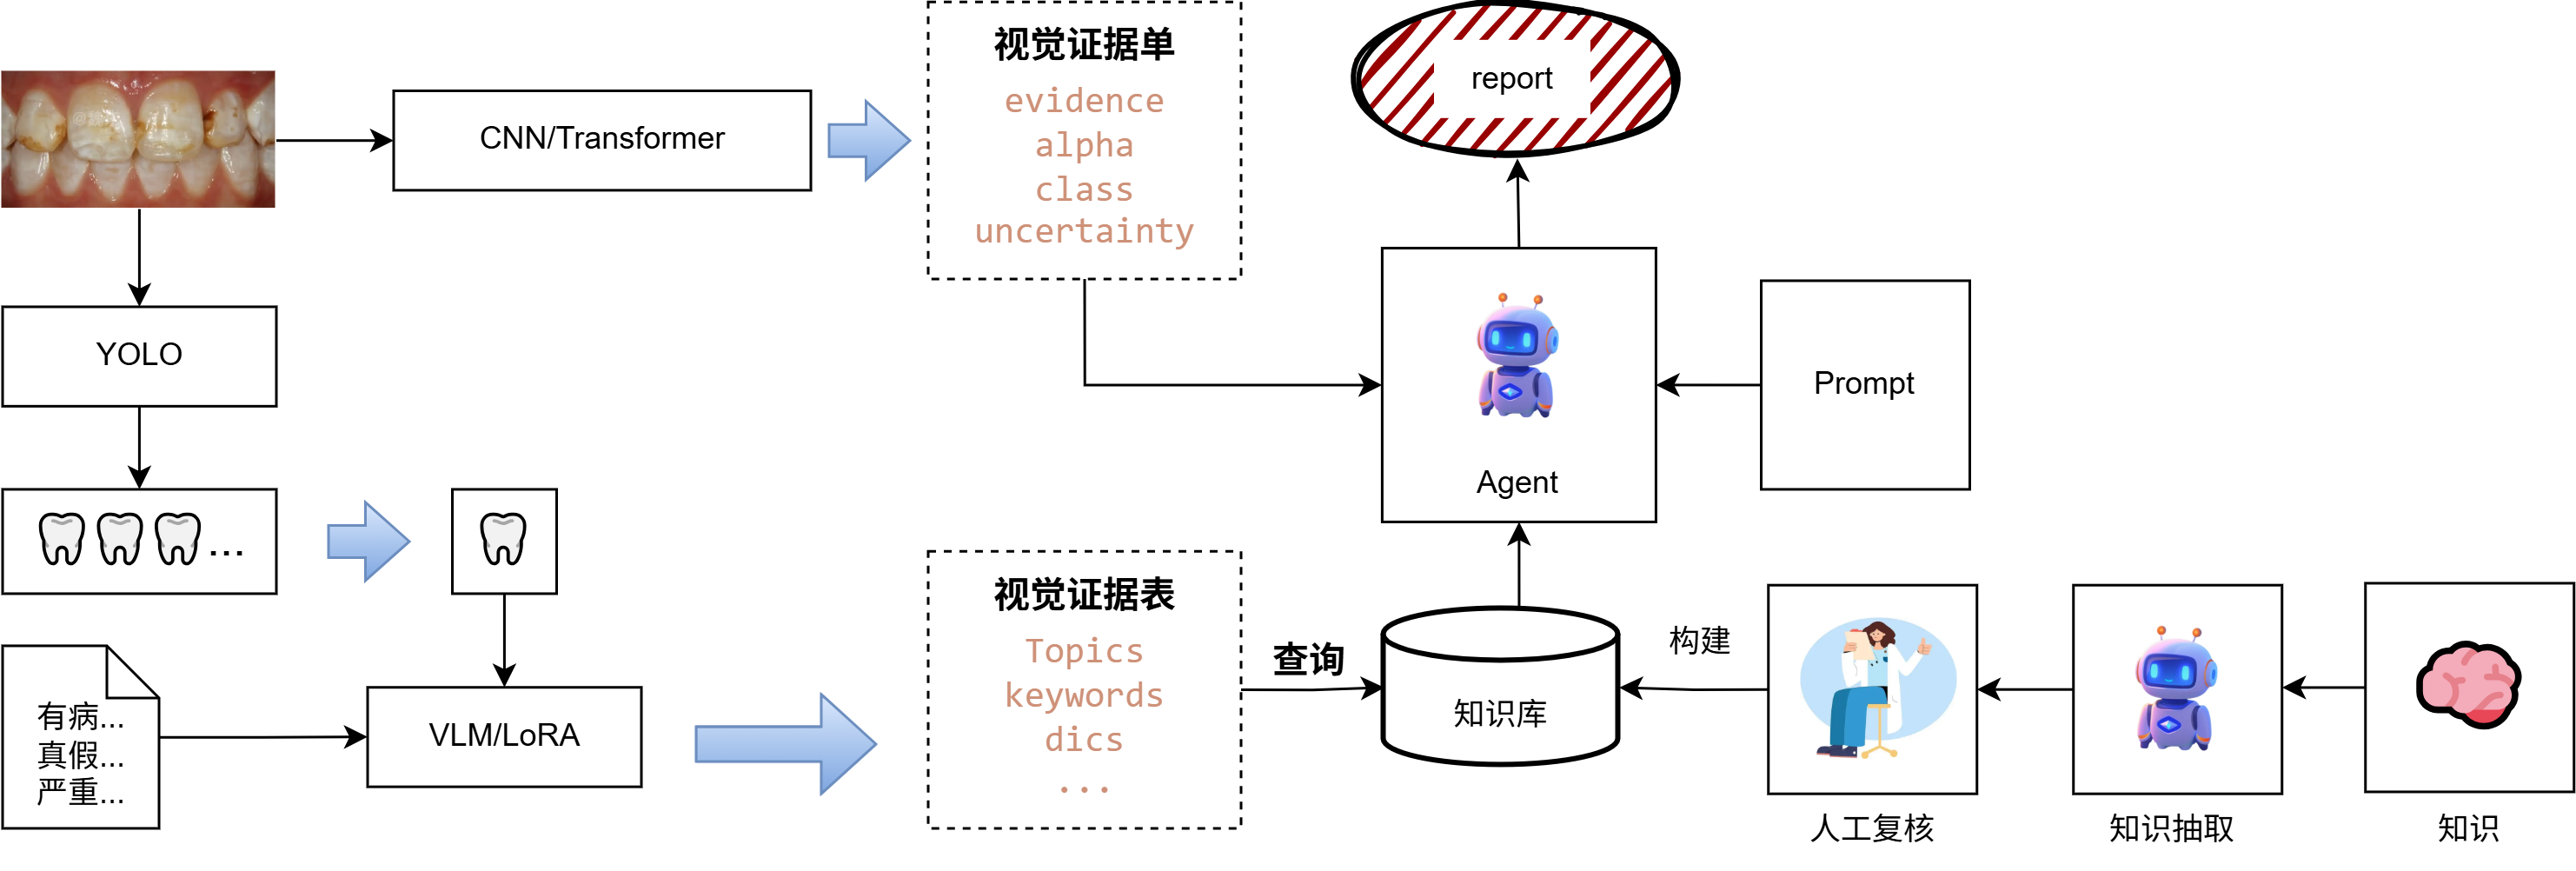 CNN/Transformer
视觉证据单
evidence
alpha
class
uncertainty
report
YOLO
Agent
Prompt
...
有病...
真假...
严重...
VLM/LoRA
视觉证据表
Topics
keywords
dics
...
查询
知识库
构建
人工复核
知识抽取
知识